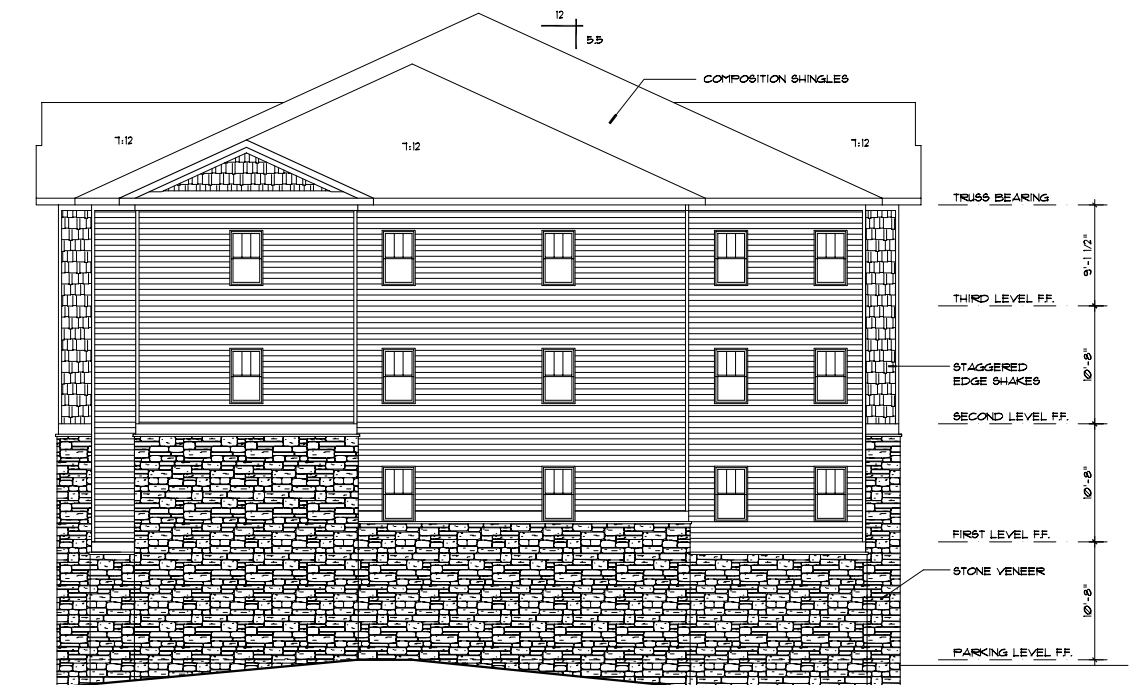 12
5.5
COMPOSITION SHINGLES
7:12
7:12
7:12
TRUSS BEARING
9'-1 1/2"
THIRD LEVEL F.F.
10'-8"
STAGGERED
EDGE SHAKES
SECOND LEVEL F.F.
10'-8"
FIRST LEVEL F.F.
STONE VENEER
10'-8"
PARKING LEVEL F.F.